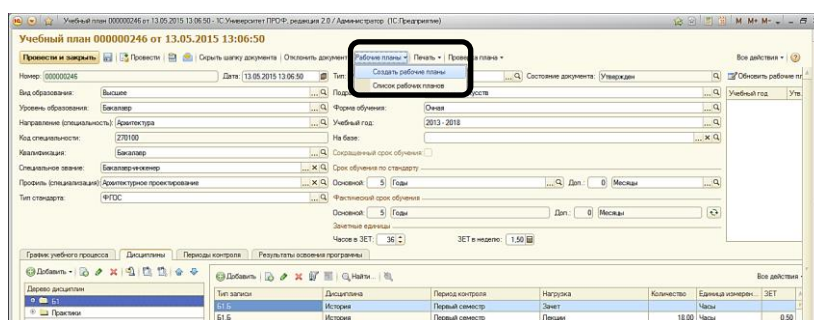 Учебный план 000000246 от 13.05.2015 13:06:50 - 1С:Университет ПРОФ, редакция 2.0 / Администратор (1С:Предприятие)
M M+ M-
Учебный план 000000246 от 13.05.2015 13:06:50
Провести и закрыть Провести Скрыть шапку документа Отклонить документ Рабочие планы Печать Проверка плана Все действия
Создать рабочие планы
Список рабочих планов
Номер: 000000246 Дата: 13.05.2015 13:06:50 Тип: Состояние документа: Утвержден Обновить рабочие пл
Вид образования: Высшее Подра усств Учебный год Утв.
Уровень образования: Бакалавр Форма обучения: Очная
Направление (специальность): Архитектура Учебный год: 2013 - 2018
Код специальности: 270100 На базе:
Квалификация: Бакалавр Сокращенный срок обучения:
Специальное звание: Бакалавр-инженер Срок обучения по стандарту
Профиль (специализация): Архитектурное проектирование Основной: 5 Годы Доп.: 0 Месяцы
Тип стандарта: ФГОС Фактический срок обучения
Основной: 5 Годы Доп.: 0 Месяцы
Зачетные единицы
Часов в ЗЕТ: 36 ЗЕТ в неделю: 1,50
График учебного процесса Дисциплины Периоды контроля Результаты освоения программы
Добавить Добавить Найти... Все действия
Дерево дисциплин Тип записи Дисциплина Период контроля Нагрузка Количество Единица измерен... ЗЕТ
Б1 Б1.Б История Первый семестр Зачет Часы
Практики Б1.Б История Первый семестр Лекции 18.00 Часы 0.50